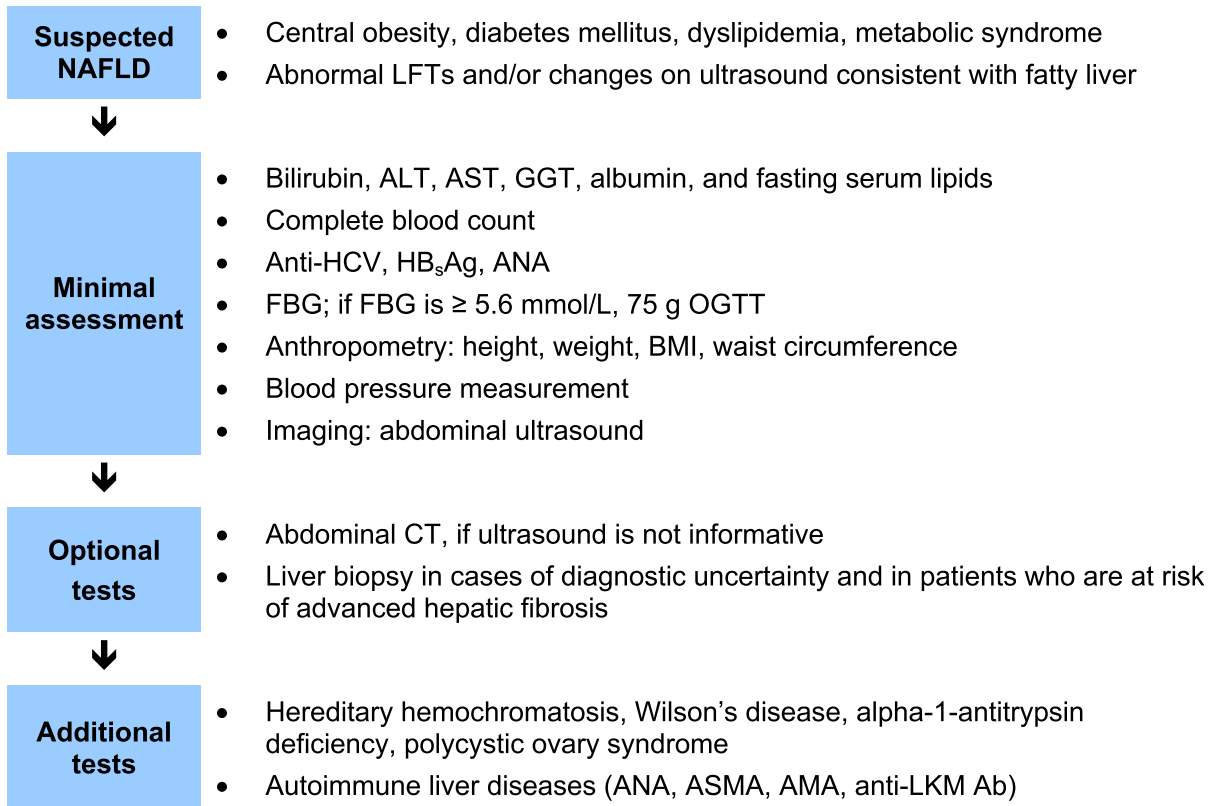 Suspected
NAFLD
• Central obesity, diabetes mellitus, dyslipidemia, metabolic syndrome
• Abnormal LFTs and/or changes on ultrasound consistent with fatty liver
Minimal
assessment
• Bilirubin, ALT, AST, GGT, albumin, and fasting serum lipids
• Complete blood count
• Anti-HCV, HBsAg, ANA
• FBG; if FBG is ≥ 5.6 mmol/L, 75 g OGTT
• Anthropometry: height, weight, BMI, waist circumference
• Blood pressure measurement
• Imaging: abdominal ultrasound
Optional
tests
• Abdominal CT, if ultrasound is not informative
• Liver biopsy in cases of diagnostic uncertainty and in patients who are at risk
of advanced hepatic fibrosis
Additional
tests
• Hereditary hemochromatosis, Wilson’s disease, alpha-1-antitrypsin
deficiency, polycystic ovary syndrome
• Autoimmune liver diseases (ANA, ASMA, AMA, anti-LKM Ab)